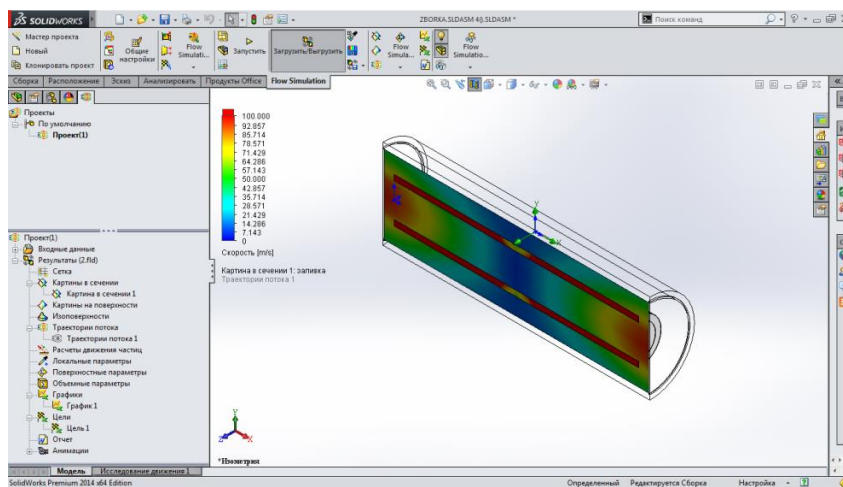 SOLIDWORKS
ZBORKA.SLDASM *
Поиск команд
Мастер проекта
Новый
Клонировать проект
Общие настройки
Flow Simulati...
Запустить
Загрузить/Выгрузить
Flow Simula...
Flow Simulatio...
Сборка
Расположение
Эскиз
Анализировать
Продукты Office
Flow Simulation
Проекты
По умолчанию
Проект(1)
100.000
92.857
85.714
78.571
71.429
64.286
57.143
50.000
42.857
35.714
28.571
21.429
14.286
7.143
0
Скорость [m/s]
Картина в сечении 1: заливка
Траектории потока 1
Y
X
Проект(1)
Входные данные
Результаты (2.fld)
Сетка
Картины в сечении
Картина в сечении 1
Картины на поверхности
Изоповерхности
Траектории потока
Траектории потока 1
Расчеты движения частиц
Локальные параметры
Поверхностные параметры
Объемные параметры
Графики
График 1
Цели
Цель 1
Отчет
Анимации
Y
Z
X
*Изометрия
Модель
Исследование движения 1
SolidWorks Premium 2014 x64 Edition
Определенный
Редактируется Сборка
Настройка